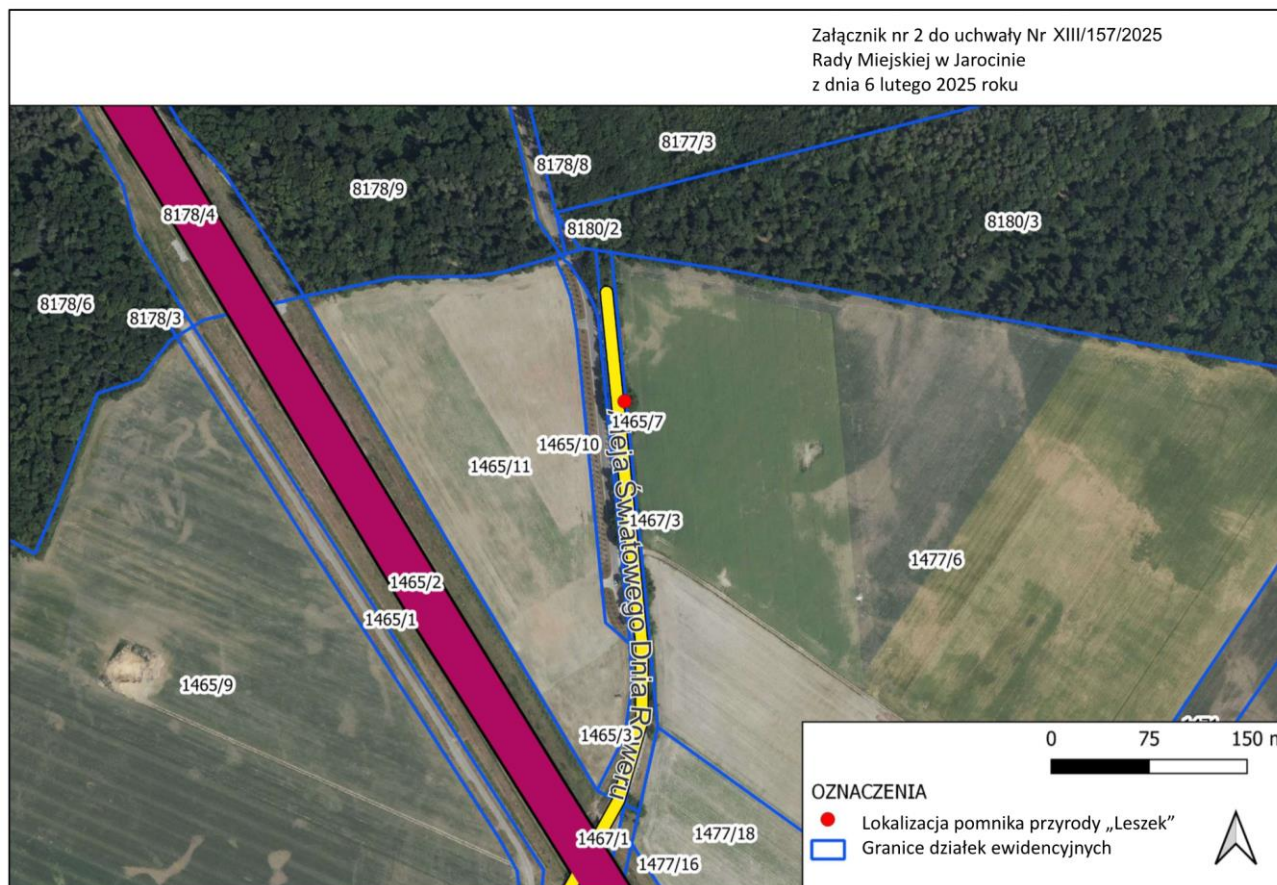 Załącznik nr 2 do uchwały Nr XIII/157/2025
Rady Miejskiej w Jarocinie
z dnia 6 lutego 2025 roku
8177/3
8178/8
8178/9
8178/4
8180/2
8180/3
8178/6
8178/3
1465/7
1465/10
1465/11
Aleja Światowego Dnia Roweru
1467/3
1477/6
1465/2
1465/1
1465/9
1465/3
1467/1
1477/18
1477/16
0 75 150 m
OZNACZENIA
Lokalizacja pomnika przyrody „Leszek”
Granice działek ewidencyjnych